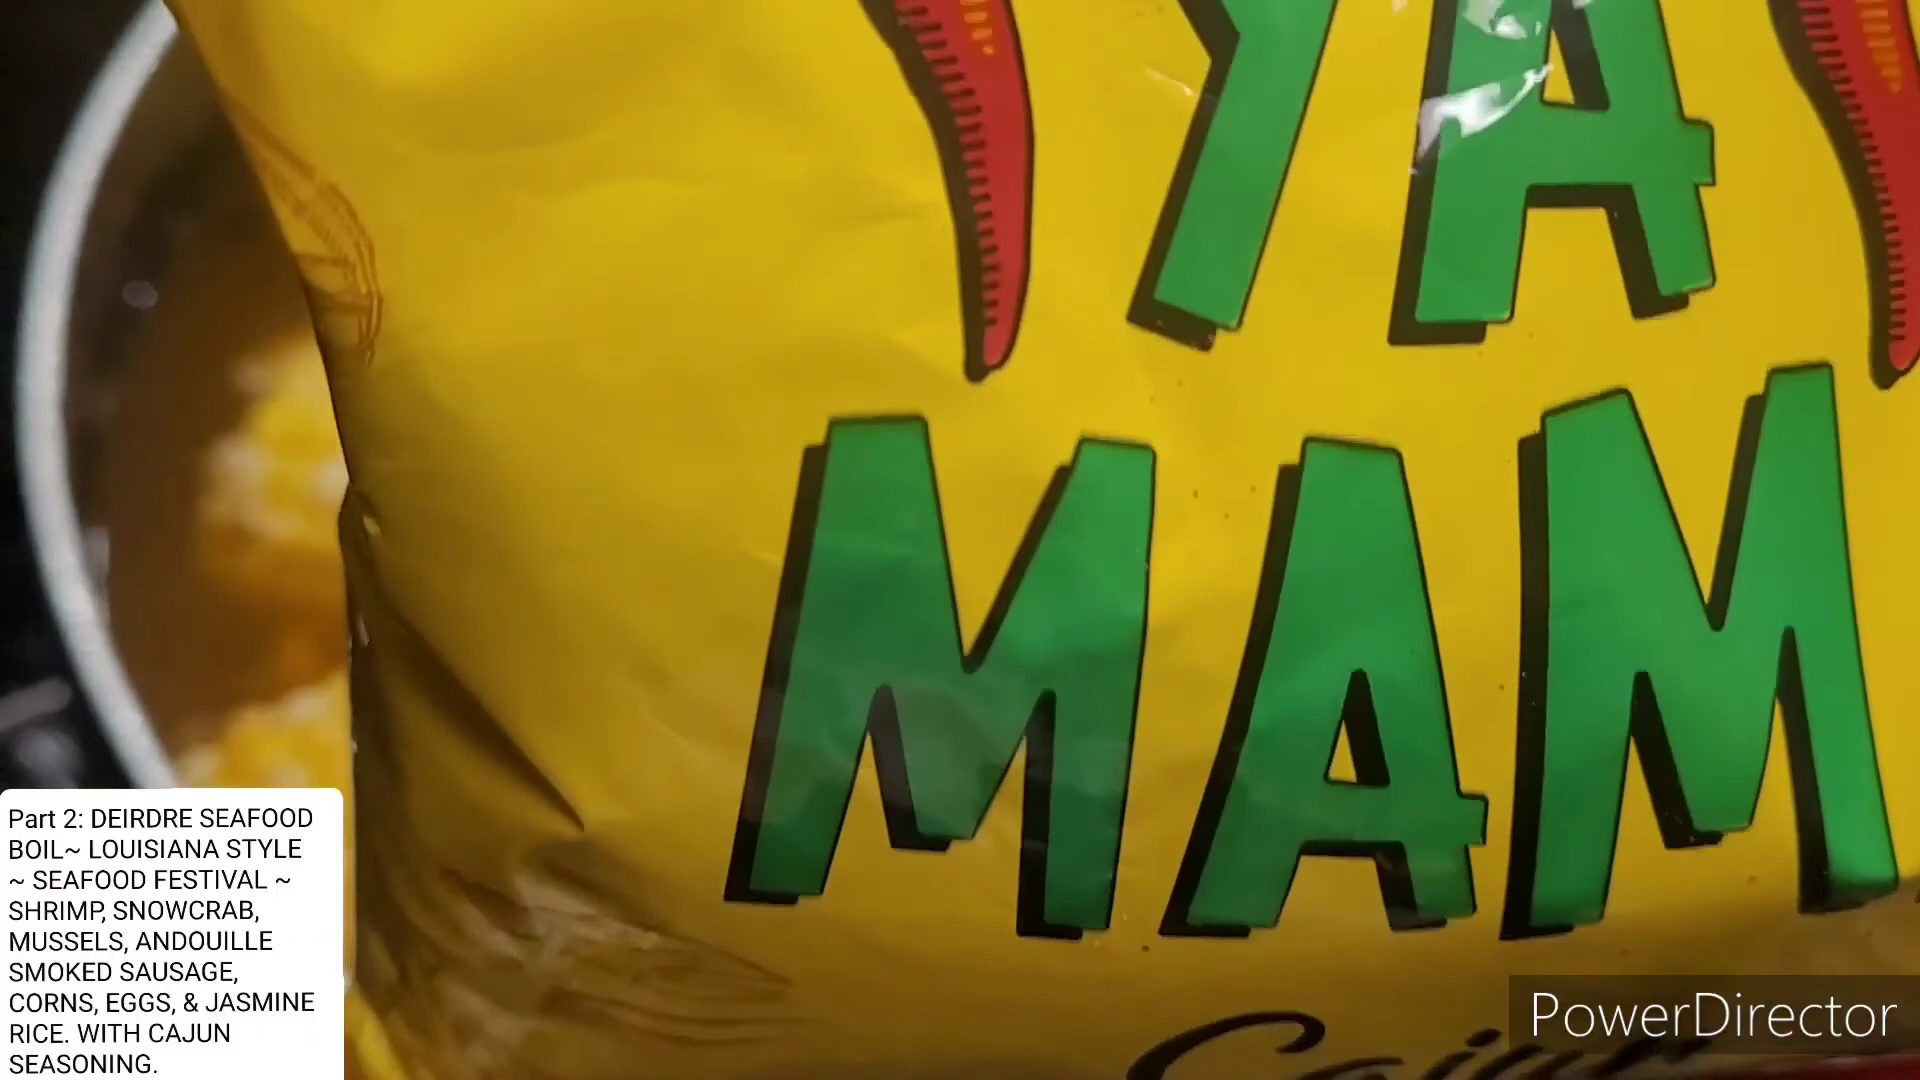 YA
MAM
Cajun
Part 2: DEIRDRE SEAFOOD
BOIL~ LOUISIANA STYLE
~ SEAFOOD FESTIVAL ~
SHRIMP, SNOWCRAB,
MUSSELS, ANDOUILLE
SMOKED SAUSAGE,
CORNS, EGGS, & JASMINE
RICE. WITH CAJUN
SEASONING.
PowerDirector